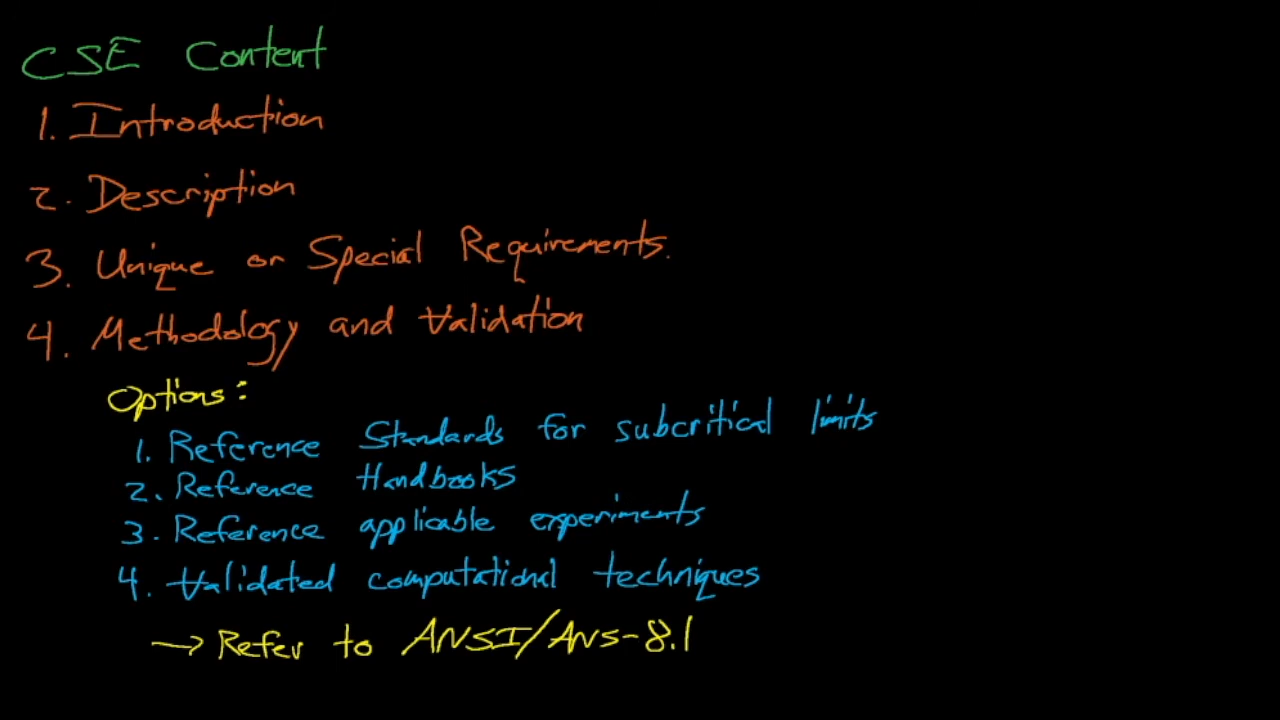 CSE Content
1. Introduction
2. Description
3. Unique or Special Requirements.
4. Methodology and Validation
Options:
1. Reference Standards for subcritical limits
2. Reference Handbooks
3. Reference applicable experiments
4. Validated computational techniques
→ Refer to ANSI/ANS-8.1